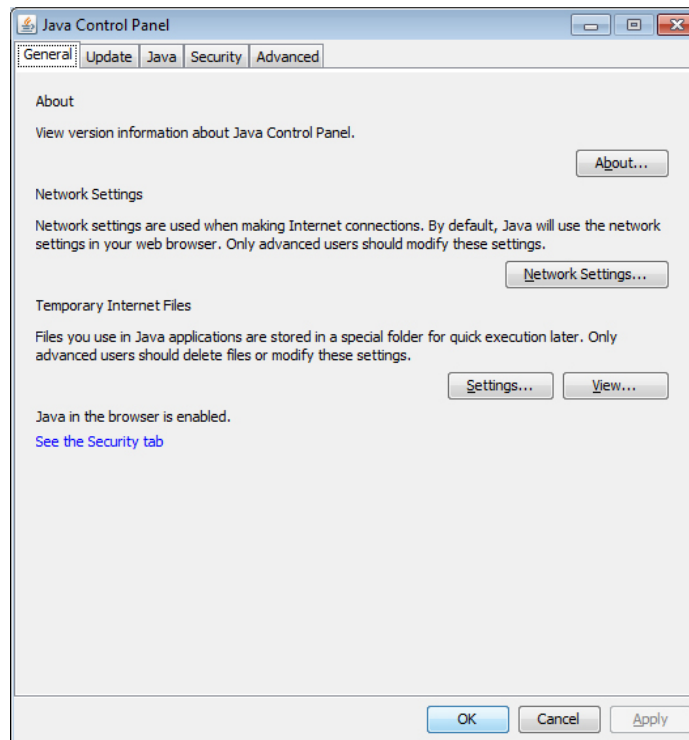 Java Control Panel
General Update Java Security Advanced
About
View version information about Java Control Panel.
About...
Network Settings
Network settings are used when making Internet connections. By default, Java will use the network
settings in your web browser. Only advanced users should modify these settings.
Network Settings...
Temporary Internet Files
Files you use in Java applications are stored in a special folder for quick execution later. Only
advanced users should delete files or modify these settings.
Settings... View...
Java in the browser is enabled.
See the Security tab
OK Cancel Apply